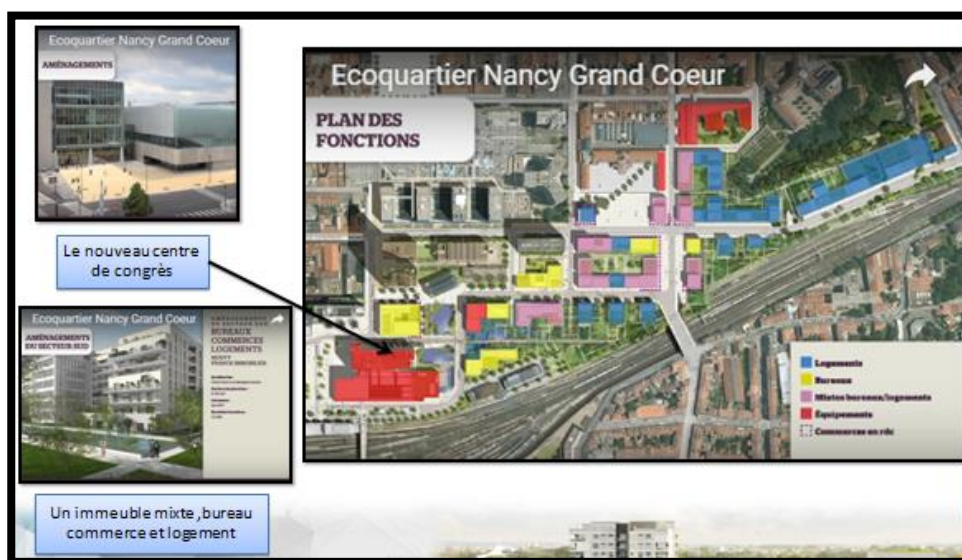 Ecoquartier Nancy Grand Coeur
AMÉNAGEMENTS
Le nouveau centre
de congrès
Ecoquartier Nancy Grand Coeur
PLAN DES
FONCTIONS
Logements
Bureaux
Mixtes bureaux/logements
Équipements
Commerces en rdc
Ecoquartier Nancy Grand Coeur
AMÉNAGEMENTS
DU SECTEUR SUD
BUREAUX
COMMERCES
LOGEMENTS
Un immeuble mixte ,bureau
commerce et logement